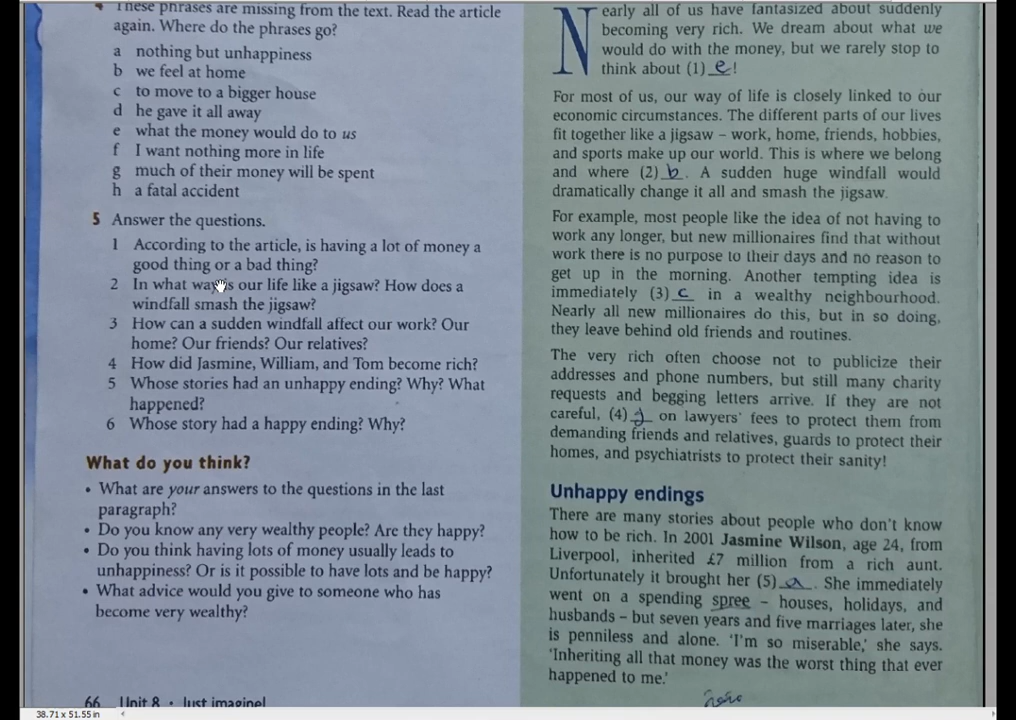 4 These phrases are missing from the text. Read the article
again. Where do the phrases go?
a nothing but unhappiness
b we feel at home
c to move to a bigger house
d he gave it all away
e what the money would do to us
f I want nothing more in life
g much of their money will be spent
h a fatal accident
5 Answer the questions.
1 According to the article, is having a lot of money a
good thing or a bad thing?
2 In what way is our life like a jigsaw? How does a
windfall smash the jigsaw?
3 How can a sudden windfall affect our work? Our
home? Our friends? Our relatives?
4 How did Jasmine, William, and Tom become rich?
5 Whose stories had an unhappy ending? Why? What
happened?
6 Whose story had a happy ending? Why?
What do you think?
• What are your answers to the questions in the last
paragraph?
• Do you know any very wealthy people? Are they happy?
• Do you think having lots of money usually leads to
unhappiness? Or is it possible to have lots and be happy?
• What advice would you give to someone who has
become very wealthy?
66 Unit 8 • Just imagine!
Nearly all of us have fantasized about suddenly
becoming very rich. We dream about what we
would do with the money, but we rarely stop to
think about (1) e !
For most of us, our way of life is closely linked to our
economic circumstances. The different parts of our lives
fit together like a jigsaw – work, home, friends, hobbies,
and sports make up our world. This is where we belong
and where (2) b . A sudden huge windfall would
dramatically change it all and smash the jigsaw.
For example, most people like the idea of not having to
work any longer, but new millionaires find that without
work there is no purpose to their days and no reason to
get up in the morning. Another tempting idea is
immediately (3) c in a wealthy neighbourhood.
Nearly all new millionaires do this, but in so doing,
they leave behind old friends and routines.
The very rich often choose not to publicize their
addresses and phone numbers, but still many charity
requests and begging letters arrive. If they are not
careful, (4) g on lawyers' fees to protect them from
demanding friends and relatives, guards to protect their
homes, and psychiatrists to protect their sanity!
Unhappy endings
There are many stories about people who don't know
how to be rich. In 2001 Jasmine Wilson, age 24, from
Liverpool, inherited £7 million from a rich aunt.
Unfortunately it brought her (5) a . She immediately
went on a spending spree – houses, holidays, and
husbands – but seven years and five marriages later, she
is penniless and alone. 'I'm so miserable,' she says.
'Inheriting all that money was the worst thing that ever
happened to me.'
38.71 x 51.55 in